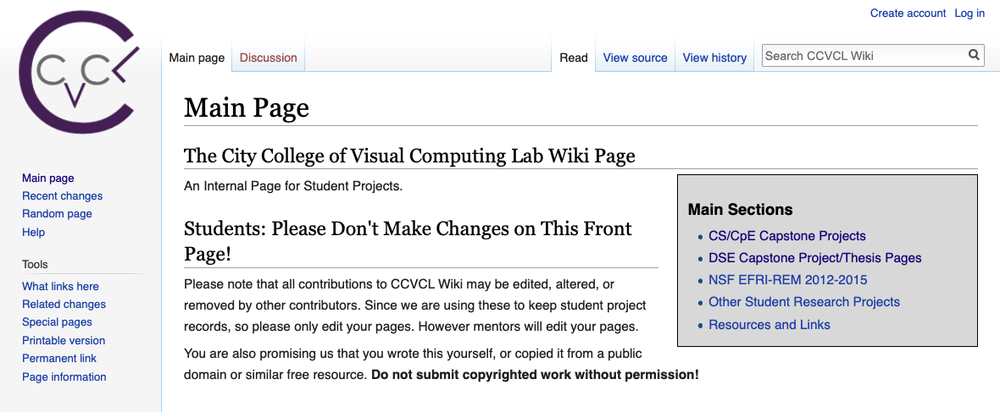 Create account Log in
CCVCL
Main page Discussion Read View source View history Search CCVCL Wiki
Main Page
The City College of Visual Computing Lab Wiki Page
An Internal Page for Student Projects.
Students: Please Don't Make Changes on This Front
Page!
Please note that all contributions to CCVCL Wiki may be edited, altered, or
removed by other contributors. Since we are using these to keep student project
records, so please only edit your pages. However mentors will edit your pages.
You are also promising us that you wrote this yourself, or copied it from a public
domain or similar free resource. Do not submit copyrighted work without permission!
Main Sections
CS/CpE Capstone Projects
DSE Capstone Project/Thesis Pages
NSF EFRI-REM 2012-2015
Other Student Research Projects
Resources and Links
Main page
Recent changes
Random page
Help
Tools
What links here
Related changes
Special pages
Printable version
Permanent link
Page information